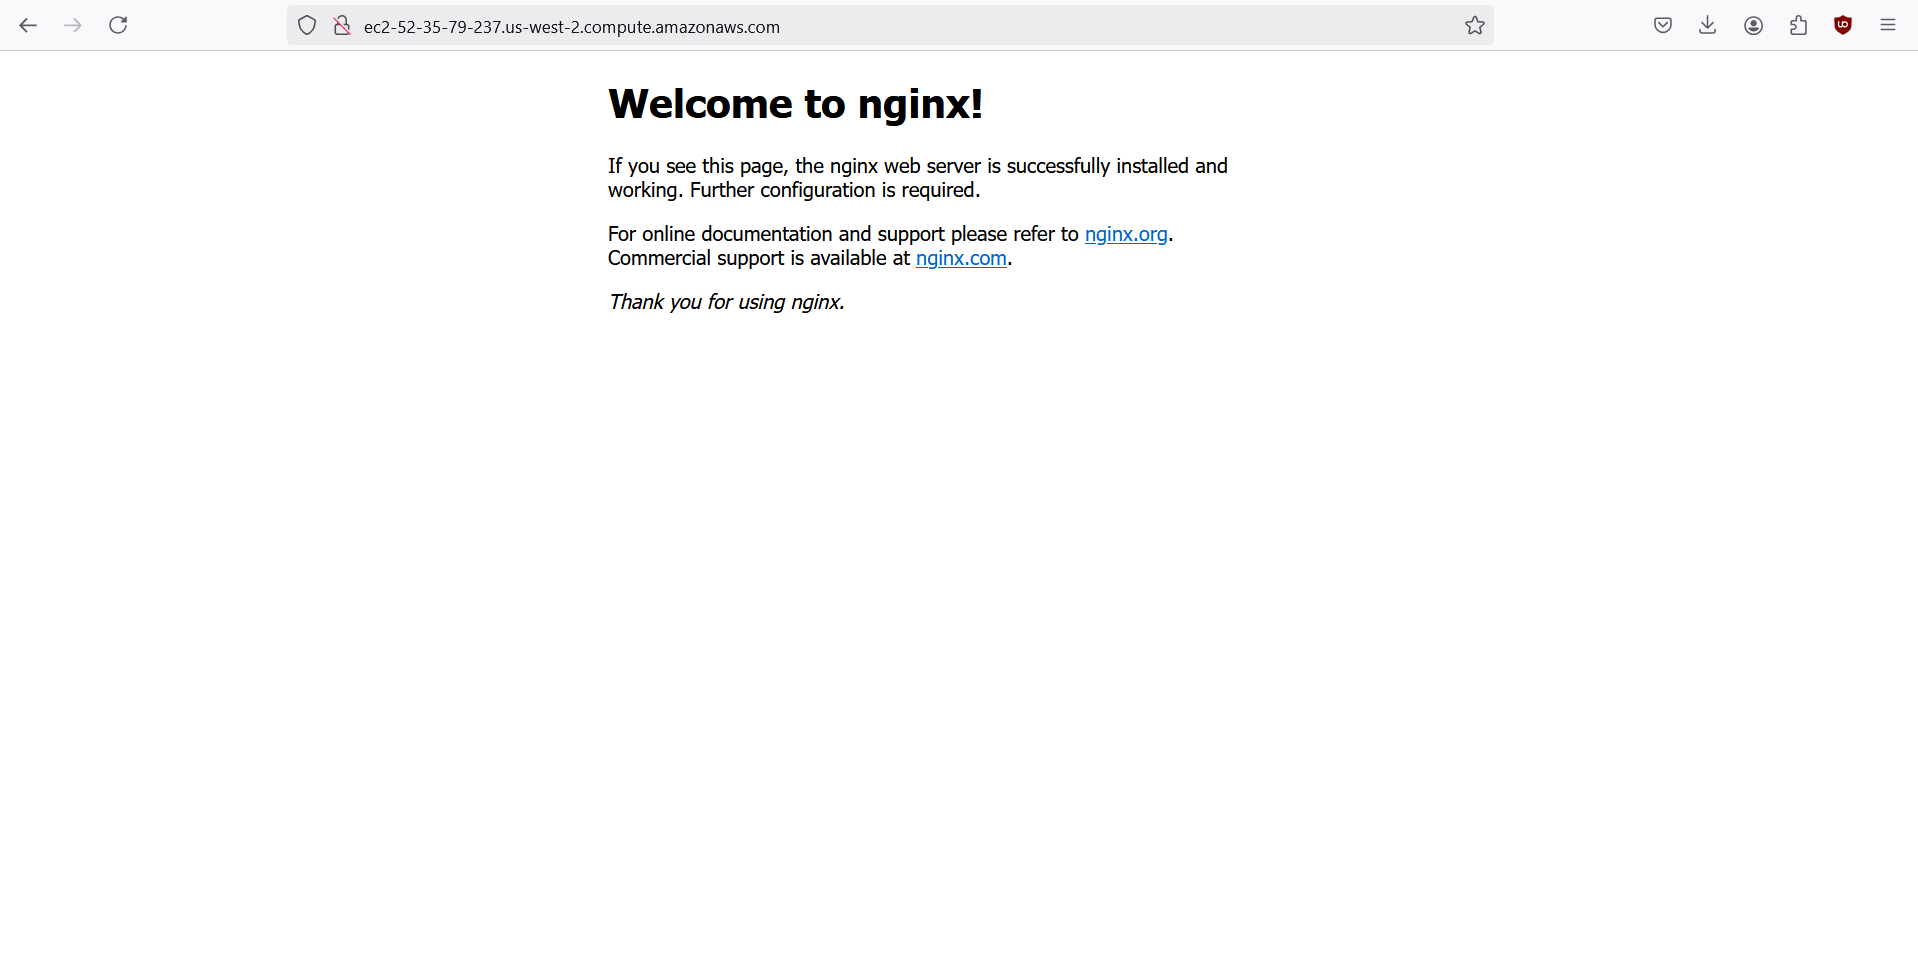 ec2-52-35-79-237.us-west-2.compute.amazonaws.com
Welcome to nginx!
If you see this page, the nginx web server is successfully installed and
working. Further configuration is required.
For online documentation and support please refer to nginx.org.
Commercial support is available at nginx.com.
Thank you for using nginx.